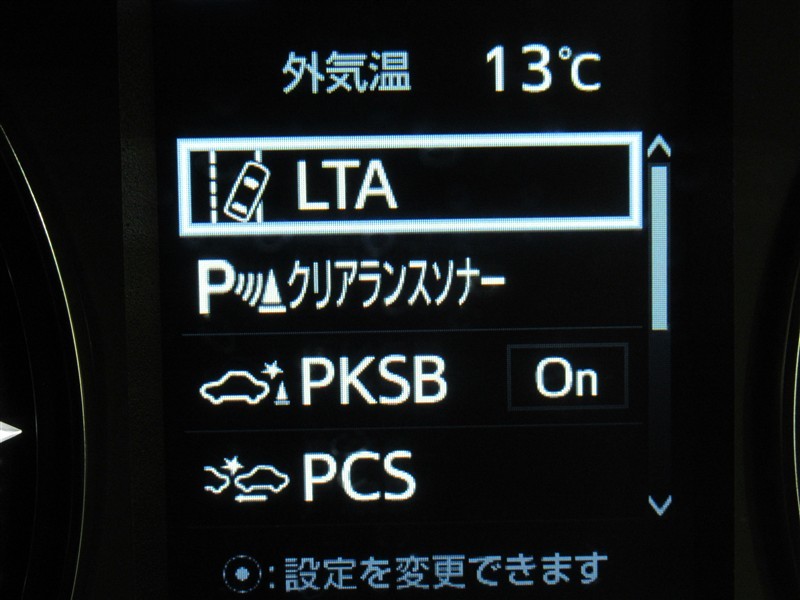 外気温 13℃
LTA
P クリアランスソナー
PKSB On
PCS
:設定を変更できます